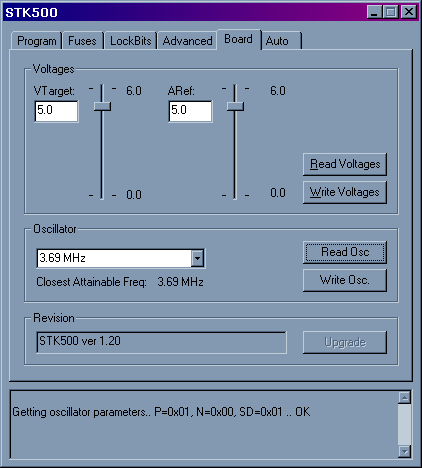 STK500
Program Fuses LockBits Advanced Board Auto
Voltages
VTarget: 6.0 ARef: 6.0
5.0 5.0
Read Voltages
0.0 0.0 Write Voltages
Oscillator
3.69 MHz Read Osc
Closest Attainable Freq: 3.69 MHz Write Osc.
Revision
STK500 ver 1.20 Upgrade
Getting oscillator parameters.. P=0x01, N=0x00, SD=0x01 .. OK